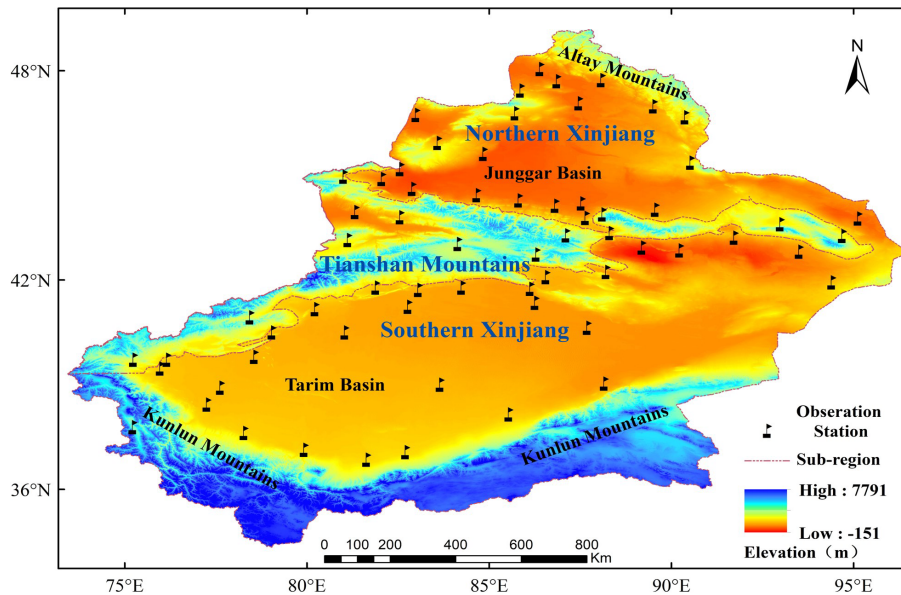 N
48°N
42°N
36°N
Altay Mountains
Northern Xinjiang
Junggar Basin
Tianshan Mountains
Southern Xinjiang
Tarim Basin
Kunlun Mountains
Kunlun Mountains
Obseration
Station
Sub-region
High : 7791
Low : -151
Elevation（m）
0 100 200 400 600 800
Km
75°E 80°E 85°E 90°E 95°E